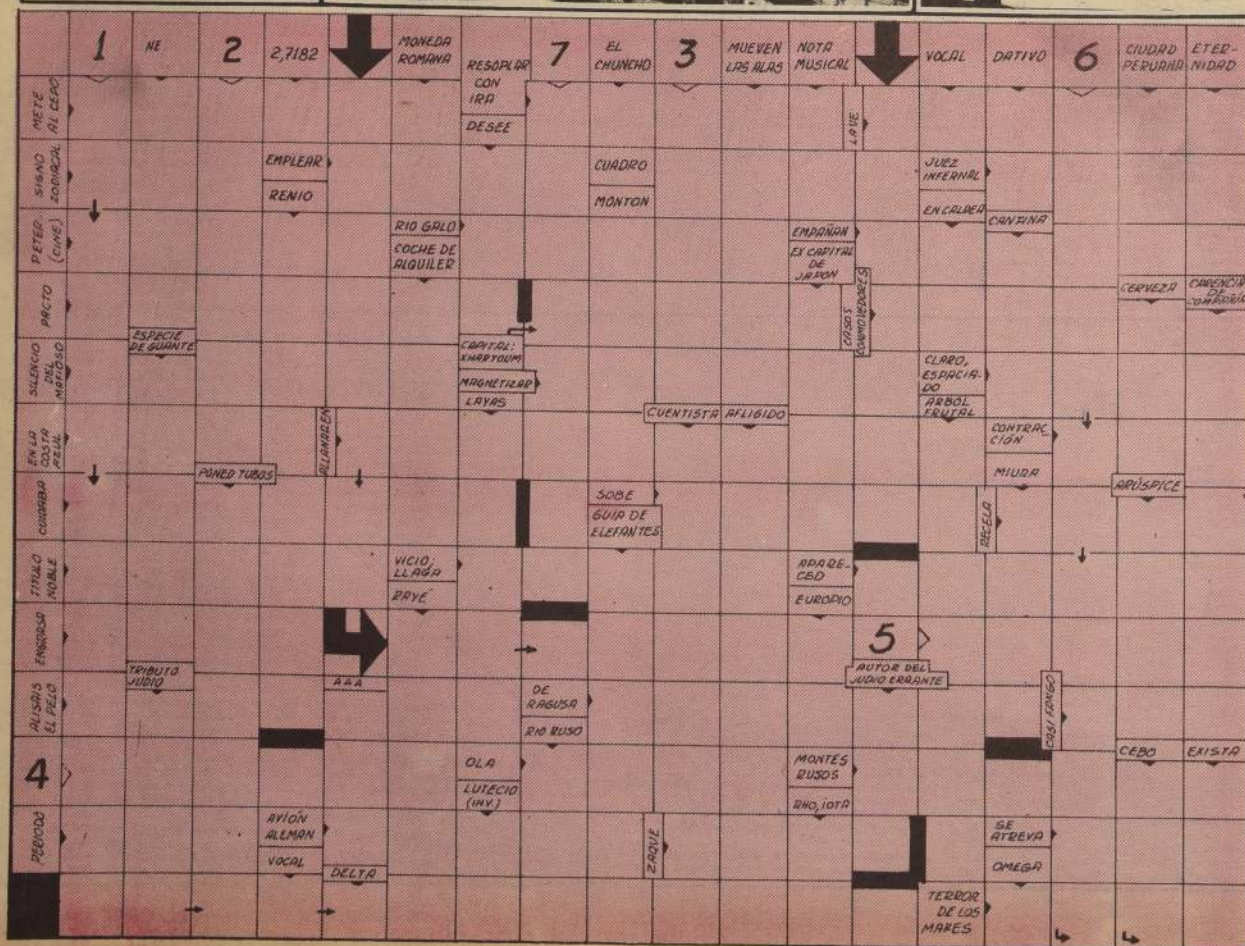 1
NE
2
2,7182
MONEDA
ROMANA
RESOPLAR
CON
IRA
DESEE
7
EL
CHUNCHO
3
MUEVEN
LAS ALAS
NOTA
MUSICAL
VOCAL
DATIVO
6
CIUDAD
PERUANA
ETER-
NIDAD
METE
AL CEPO
LAVE
SIGNO
ZODIACAL
EMPLEAR
RENIO
CUADRO
MONTON
JUEZ
INFERNAL
EN CALDEA
CANTINA
PETER
(CINE)
RIO GALO
COCHE DE
ALQUILER
EMPAÑAN
EX CAPITAL
DE
JAPON
PACTO
CASOS
CONMOVEDORES
CERVEZA
CARENCIA
DE
COMPAÑIA
ESPECIE
DE GUANTE
SILENCIO
DEL
MAFIOSO
CAPITAL:
KHARTOUM
MAGNETIZAR
LAYAS
CLARO,
ESPACIA-
DO
ARBOL
FRUTAL
CUENTISTA
AFLIGIDO
EN LA
COSTA
AZUL
ALLANAREN
CONTRAC
CIÓN
MIURA
PONED TUBOS
ARÚSPICE
CUIDABA
SOBE
GUIA DE
ELEFANTES
RECELA
TITULO
NOBLE
VICIO,
LLAGA
RAYÉ
APARE-
CED
EUROPIO
ENGRASA
5
TRIBUTO
JUDIO
AAA
AUTOR DEL
JUDIO ERRANTE
ALISAIS
EL PELO
DE
RAGUSA
RIO RUSO
CASI FANGO
4
OLA
LUTECIO
(INV.)
MONTES
RUSOS
RHO, IOTA
CEBO
EXISTA
PERIODO
AVIÓN
ALEMAN
VOCAL
DELTA
ZAQUE
SE
ATREVA
OMEGA
TERROR
DE LOS
MARES